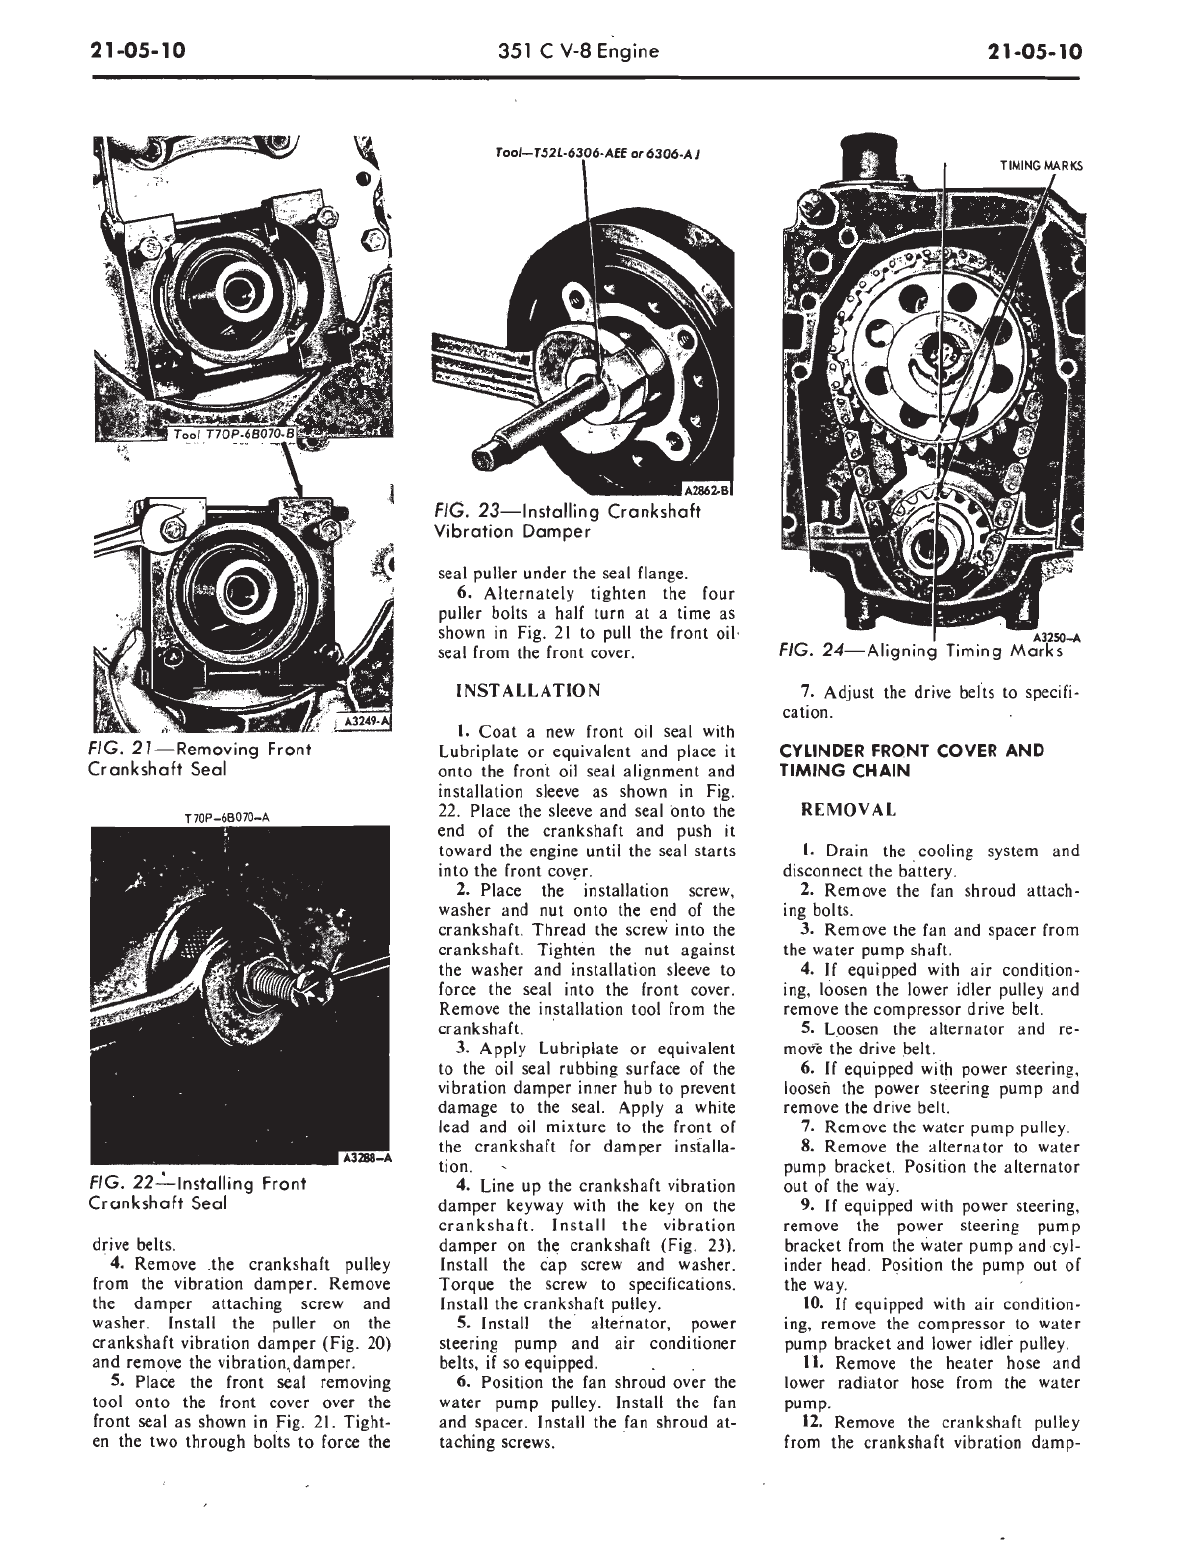 21-05-10
351 C V-8 Engine
21-05-10
Tool T70P-6B070-B
A3249-A
FIG. 21—Removing Front
Crankshaft Seal
T70P-6B070-A
A3288-A
FIG. 22—Installing Front
Crankshaft Seal
drive belts.
4. Remove the crankshaft pulley
from the vibration damper. Remove
the damper attaching screw and
washer. Install the puller on the
crankshaft vibration damper (Fig. 20)
and remove the vibration damper.
5. Place the front seal removing
tool onto the front cover over the
front seal as shown in Fig. 21. Tight-
en the two through bolts to force the
Tool—T52L-6306-AEE or 6306-AJ
A2862-B
FIG. 23—Installing Crankshaft
Vibration Damper
seal puller under the seal flange.
6. Alternately tighten the four
puller bolts a half turn at a time as
shown in Fig. 21 to pull the front oil
seal from the front cover.
INSTALLATION
1. Coat a new front oil seal with
Lubriplate or equivalent and place it
onto the front oil seal alignment and
installation sleeve as shown in Fig.
22. Place the sleeve and seal onto the
end of the crankshaft and push it
toward the engine until the seal starts
into the front cover.
2. Place the installation screw,
washer and nut onto the end of the
crankshaft. Thread the screw into the
crankshaft. Tighten the nut against
the washer and installation sleeve to
force the seal into the front cover.
Remove the installation tool from the
crankshaft.
3. Apply Lubriplate or equivalent
to the oil seal rubbing surface of the
vibration damper inner hub to prevent
damage to the seal. Apply a white
lead and oil mixture to the front of
the crankshaft for damper installa-
tion.
4. Line up the crankshaft vibration
damper keyway with the key on the
crankshaft. Install the vibration
damper on the crankshaft (Fig. 23).
Install the cap screw and washer.
Torque the screw to specifications.
Install the crankshaft pulley.
5. Install the alternator, power
steering pump and air conditioner
belts, if so equipped.
6. Position the fan shroud over the
water pump pulley. Install the fan
and spacer. Install the fan shroud at-
taching screws.
TIMING MARKS
A3250-A
FIG. 24—Aligning Timing Marks
7. Adjust the drive belts to specifi-
cation.
CYLINDER FRONT COVER AND
TIMING CHAIN
REMOVAL
1. Drain the cooling system and
disconnect the battery.
2. Remove the fan shroud attach-
ing bolts.
3. Remove the fan and spacer from
the water pump shaft.
4. If equipped with air condition-
ing, loosen the lower idler pulley and
remove the compressor drive belt.
5. Loosen the alternator and re-
move the drive belt.
6. If equipped with power steering,
loosen the power steering pump and
remove the drive belt.
7. Remove the water pump pulley.
8. Remove the alternator to water
pump bracket. Position the alternator
out of the way.
9. If equipped with power steering,
remove the power steering pump
bracket from the water pump and cyl-
inder head. Position the pump out of
the way.
10. If equipped with air condition-
ing, remove the compressor to water
pump bracket and lower idler pulley.
11. Remove the heater hose and
lower radiator hose from the water
pump.
12. Remove the crankshaft pulley
from the crankshaft vibration damp-